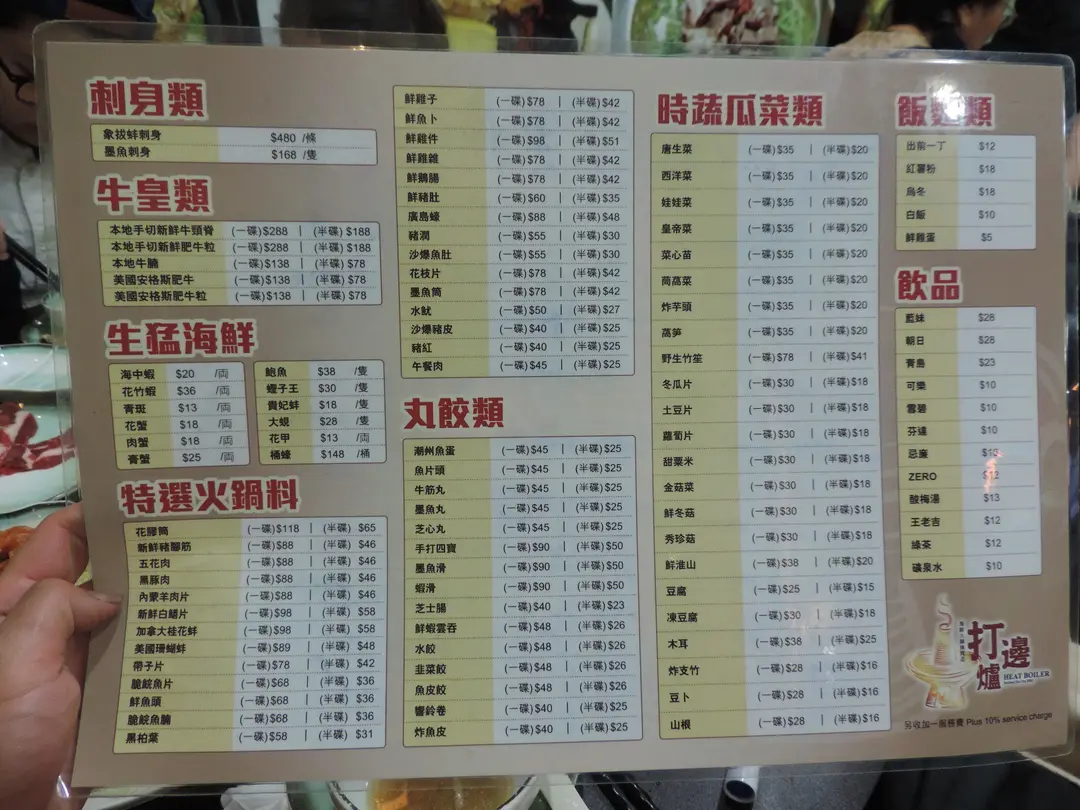 刺身類
象拔蚌刺身 $480 /條
墨魚刺身 $168 /隻
牛皇類
本地手切新鮮牛頸脊 (一碟)$288 | (半碟) $188
本地手切新鮮肥牛粒 (一碟)$288 | (半碟) $188
本地牛腩 (一碟)$138 | (半碟) $78
美國安格斯肥牛 (一碟)$138 | (半碟) $78
美國安格斯肥牛粒 (一碟)$138 | (半碟) $78
生猛海鮮
海中蝦 $20 /両
花竹蝦 $36 /両
青斑 $13 /両
花蟹 $18 /両
肉蟹 $18 /両
膏蟹 $25 /両
鮑魚 $38 /隻
蟶子王 $30 /隻
貴妃蚌 $18 /隻
大蜆 $28 /隻
花甲 $13 /両
桶蠔 $148 /桶
特選火鍋料
花膠筒 (一碟)$118 | (半碟) $65
新鮮豬腳筋 (一碟)$88 | (半碟) $46
五花肉 (一碟)$88 | (半碟) $46
黑豚肉 (一碟)$88 | (半碟) $46
內蒙羊肉片 (一碟)$88 | (半碟) $46
新鮮白鱔片 (一碟)$98 | (半碟) $58
加拿大桂花蚌 (一碟)$98 | (半碟) $58
美國珊瑚蚌 (一碟)$89 | (半碟) $48
帶子片 (一碟)$78 | (半碟) $42
脆皖魚片 (一碟)$68 | (半碟) $36
鮮魚頭 (一碟)$68 | (半碟) $36
脆皖魚腩 (一碟)$68 | (半碟) $36
黑柏葉 (一碟)$58 | (半碟) $31
鮮雞子 (一碟)$78 | (半碟)$42
鮮魚卜 (一碟)$78 | (半碟)$42
鮮雞件 (一碟)$98 | (半碟)$51
鮮雞雜 (一碟)$78 | (半碟)$42
鮮鵝腸 (一碟)$78 | (半碟)$42
鮮豬肚 (一碟)$60 | (半碟)$35
廣島蠔 (一碟)$88 | (半碟)$48
豬潤 (一碟)$55 | (半碟)$30
沙爆魚肚 (一碟)$55 | (半碟)$30
花枝片 (一碟)$78 | (半碟)$42
墨魚筒 (一碟)$78 | (半碟)$42
水魷 (一碟)$50 | (半碟)$27
沙爆豬皮 (一碟)$40 | (半碟)$25
豬紅 (一碟)$40 | (半碟)$25
午餐肉 (一碟)$45 | (半碟)$25
丸餃類
潮州魚蛋 (一碟)$45 | (半碟)$25
魚片頭 (一碟)$45 | (半碟)$25
牛筋丸 (一碟)$45 | (半碟)$25
墨魚丸 (一碟)$45 | (半碟)$25
芝心丸 (一碟)$45 | (半碟)$25
手打四寶 (一碟)$90 | (半碟)$50
墨魚滑 (一碟)$90 | (半碟)$50
蝦滑 (一碟)$90 | (半碟)$50
芝士腸 (一碟)$40 | (半碟)$23
鮮蝦雲吞 (一碟)$48 | (半碟)$26
水餃 (一碟)$48 | (半碟)$26
韭菜餃 (一碟)$48 | (半碟)$26
魚皮餃 (一碟)$48 | (半碟)$26
響鈴卷 (一碟)$40 | (半碟)$25
炸魚皮 (一碟)$40 | (半碟)$25
時蔬瓜菜類
唐生菜 (一碟)$35 | (半碟)$20
西洋菜 (一碟)$35 | (半碟)$20
娃娃菜 (一碟)$35 | (半碟)$20
皇帝菜 (一碟)$35 | (半碟)$20
菜心苗 (一碟)$35 | (半碟)$20
茼萵菜 (一碟)$35 | (半碟)$20
炸芋頭 (一碟)$35 | (半碟)$20
萵筍 (一碟)$35 | (半碟)$20
野生竹笙 (一碟)$78 | (半碟)$41
冬瓜片 (一碟)$30 | (半碟)$18
土豆片 (一碟)$30 | (半碟)$18
蘿蔔片 (一碟)$30 | (半碟)$18
甜粟米 (一碟)$30 | (半碟)$18
金菇菜 (一碟)$30 | (半碟)$18
鮮冬菇 (一碟)$30 | (半碟)$18
秀珍菇 (一碟)$30 | (半碟)$18
鮮淮山 (一碟)$38 | (半碟)$20
豆腐 (一碟)$25 | (半碟)$15
凍豆腐 (一碟)$30 | (半碟)$18
木耳 (一碟)$38 | (半碟)$25
炸支竹 (一碟)$28 | (半碟)$16
豆卜 (一碟)$28 | (半碟)$16
山根 (一碟)$28 | (半碟)$16
飯麵類
出前一丁 $12
紅薯粉 $18
烏冬 $18
白飯 $10
鮮雞蛋 $5
飲品
藍妹 $28
朝日 $28
青島 $23
可樂 $10
雪碧 $10
芬達 $10
忌廉
ZERO $12
酸梅湯 $13
王老吉 $12
綠茶 $12
礦泉水 $10
打邊爐
HEAT BOILER
另收加一服務費 Plus 10% service charge